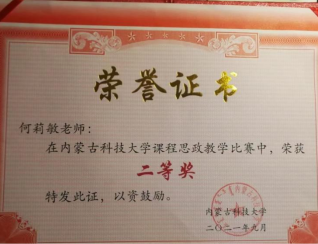 荣誉证书
何莉敏老师：
在内蒙古科技大学课程思政教学比赛中，荣获
二等奖
特发此证，以资鼓励。
内蒙古科技大学
二〇二一年九月